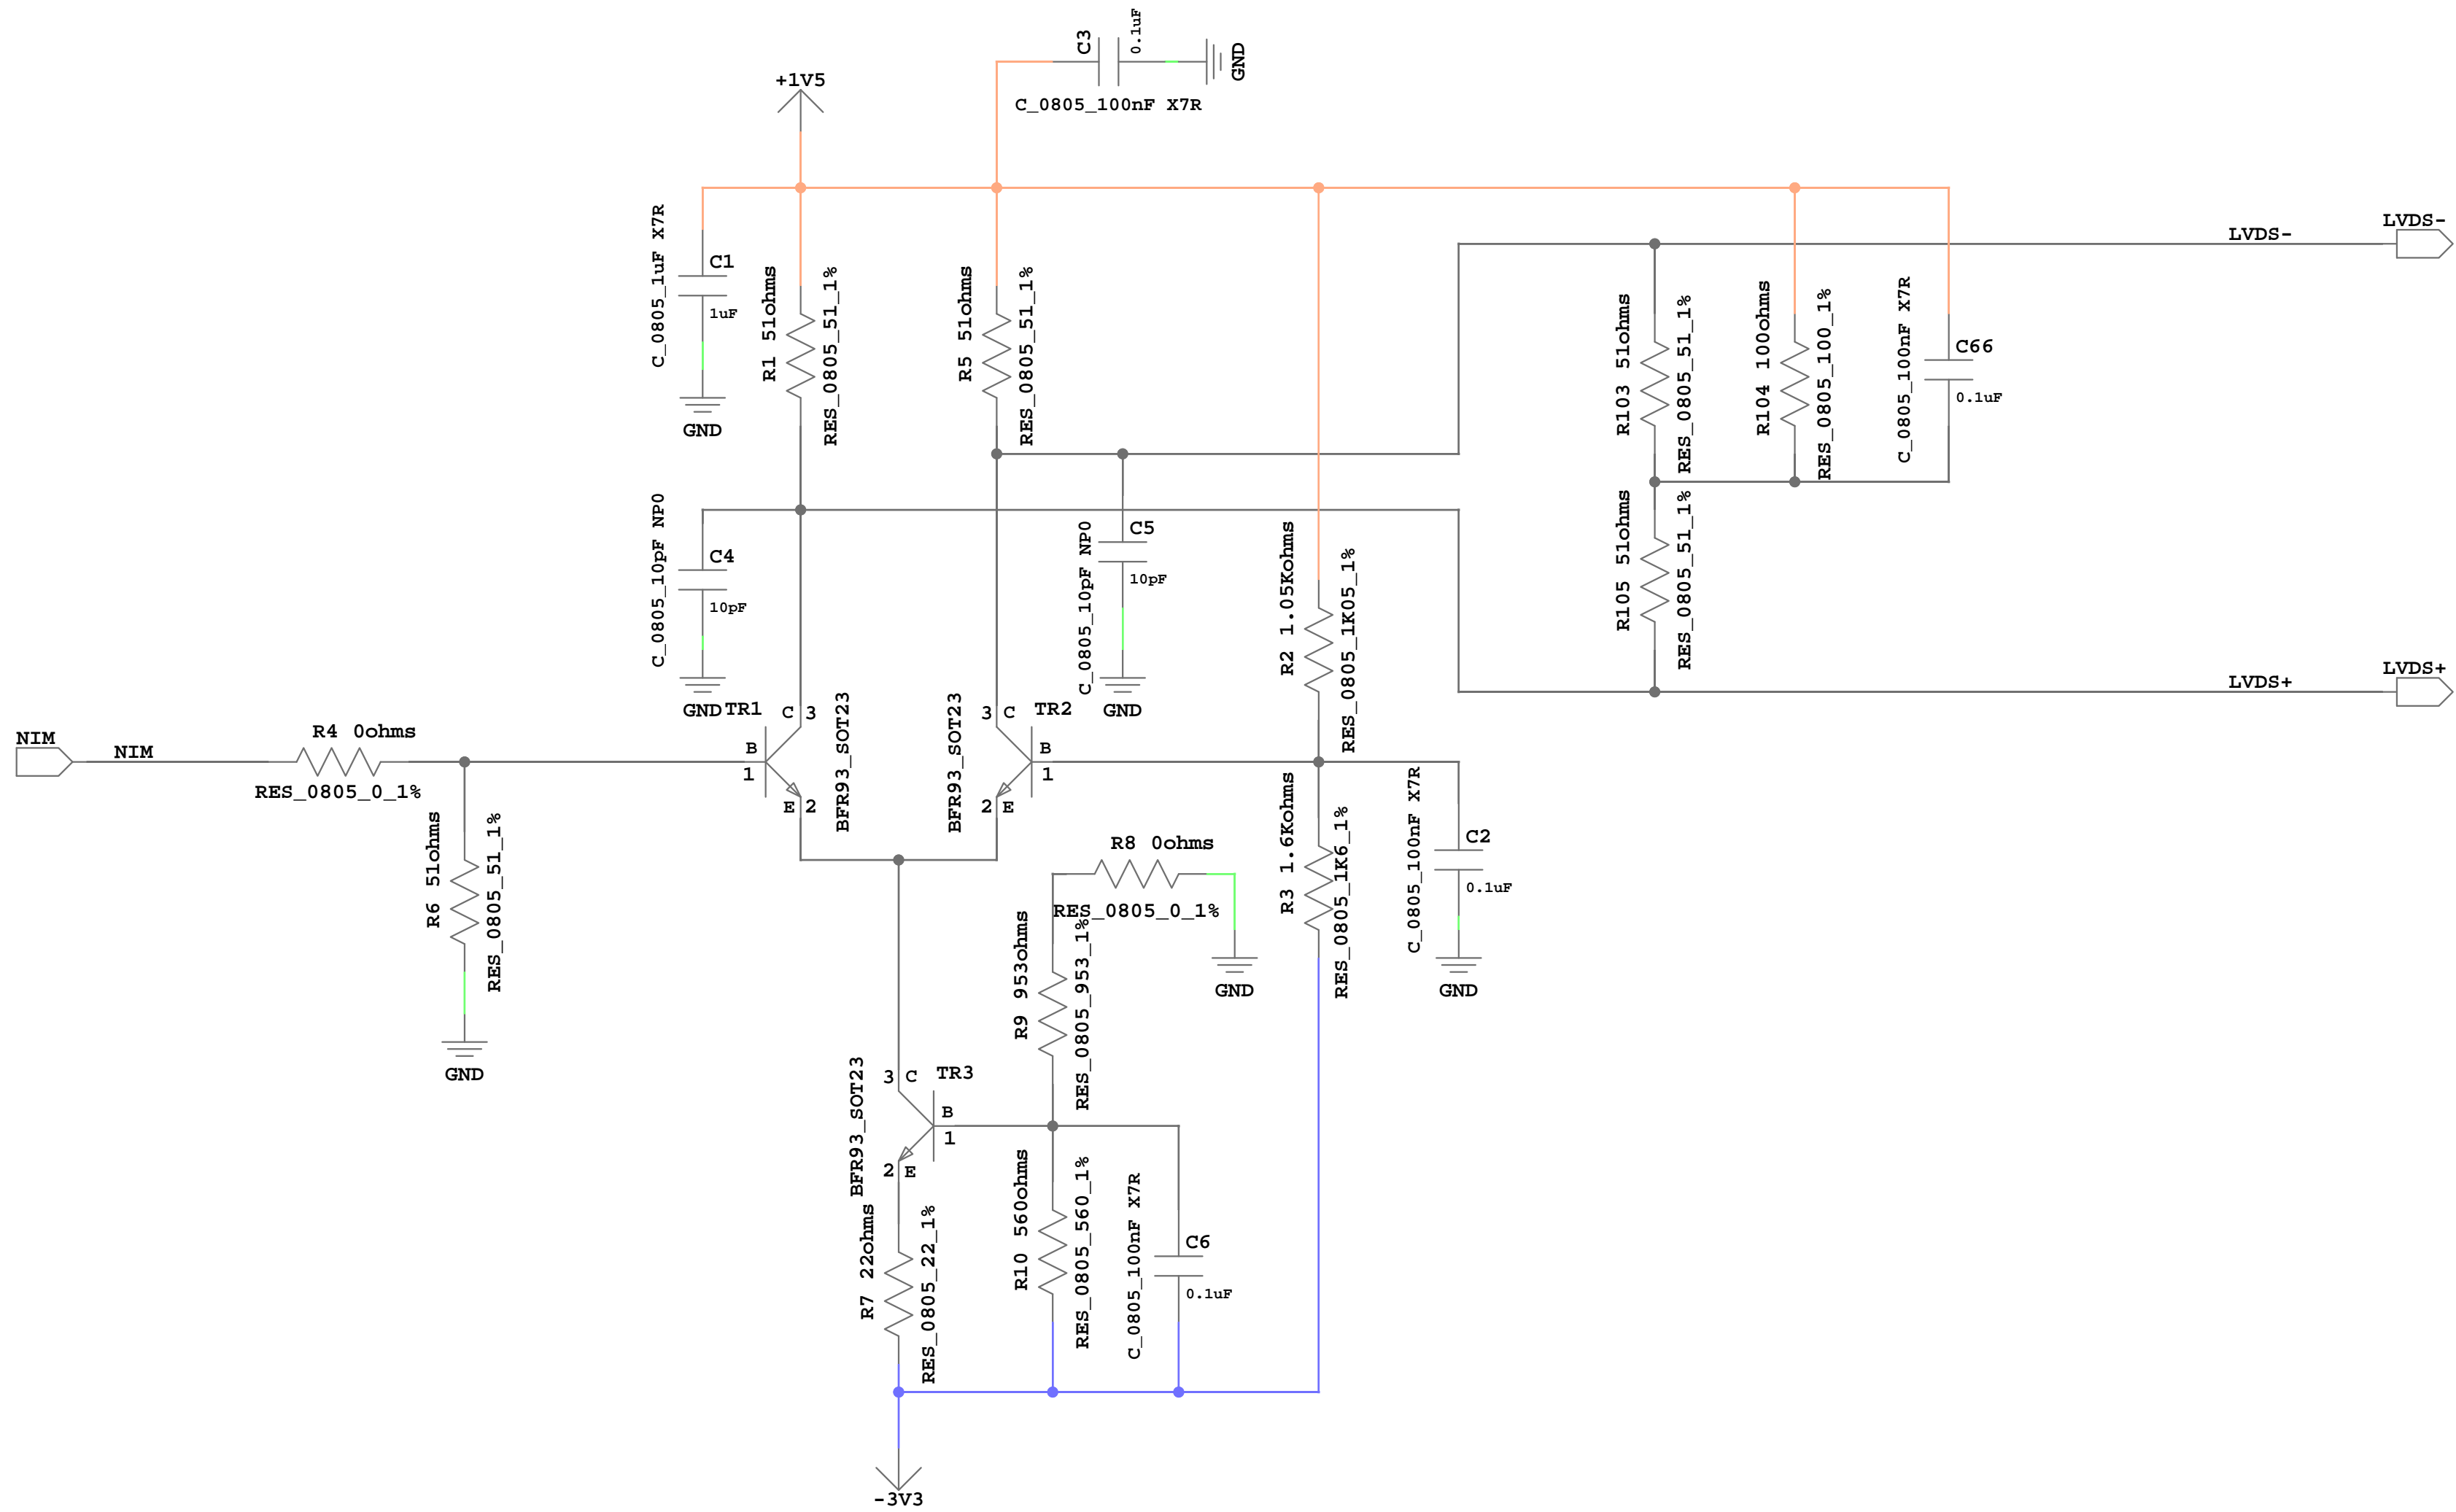 C3
0.1uF
GND
C_0805_100nF X7R
+1V5
C_0805_1uF X7R
C1
1uF
GND
R1 51ohms
RES_0805_51_1%
R5 51ohms
RES_0805_51_1%
LVDS-
LVDS-
R103 51ohms
RES_0805_51_1%
R104 100ohms
RES_0805_100_1%
C_0805_100nF X7R
C66
0.1uF
C_0805_10pF NP0
C4
10pF
GND
C_0805_10pF NP0
C5
10pF
GND
R2 1.05Kohms
RES_0805_1K05_1%
R105 51ohms
RES_0805_51_1%
LVDS+
LVDS+
NIM
NIM
R4 0ohms
RES_0805_0_1%
R6 51ohms
RES_0805_51_1%
GND
TR1
C 3
B
1
E 2
BFR93_SOT23
BFR93_SOT23
3 C
TR2
B
1
2 E
R8 0ohms
RES_0805_0_1%
GND
R3 1.6Kohms
RES_0805_1K6_1%
C_0805_100nF X7R
C2
0.1uF
GND
R9 953ohms
RES_0805_953_1%
BFR93_SOT23
3 C
TR3
B
1
2 E
R7 22ohms
RES_0805_22_1%
R10 560ohms
RES_0805_560_1%
C_0805_100nF X7R
C6
0.1uF
-3V3